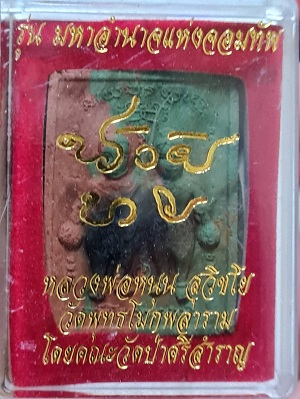 รุ่น มหาอำนาจแห่งจอมทัพ
หลวงพ่อหนุน สุวิชโย
วัดพุทธโมกพลาราม
โดยคณะวัดป่าศรีสำราญ